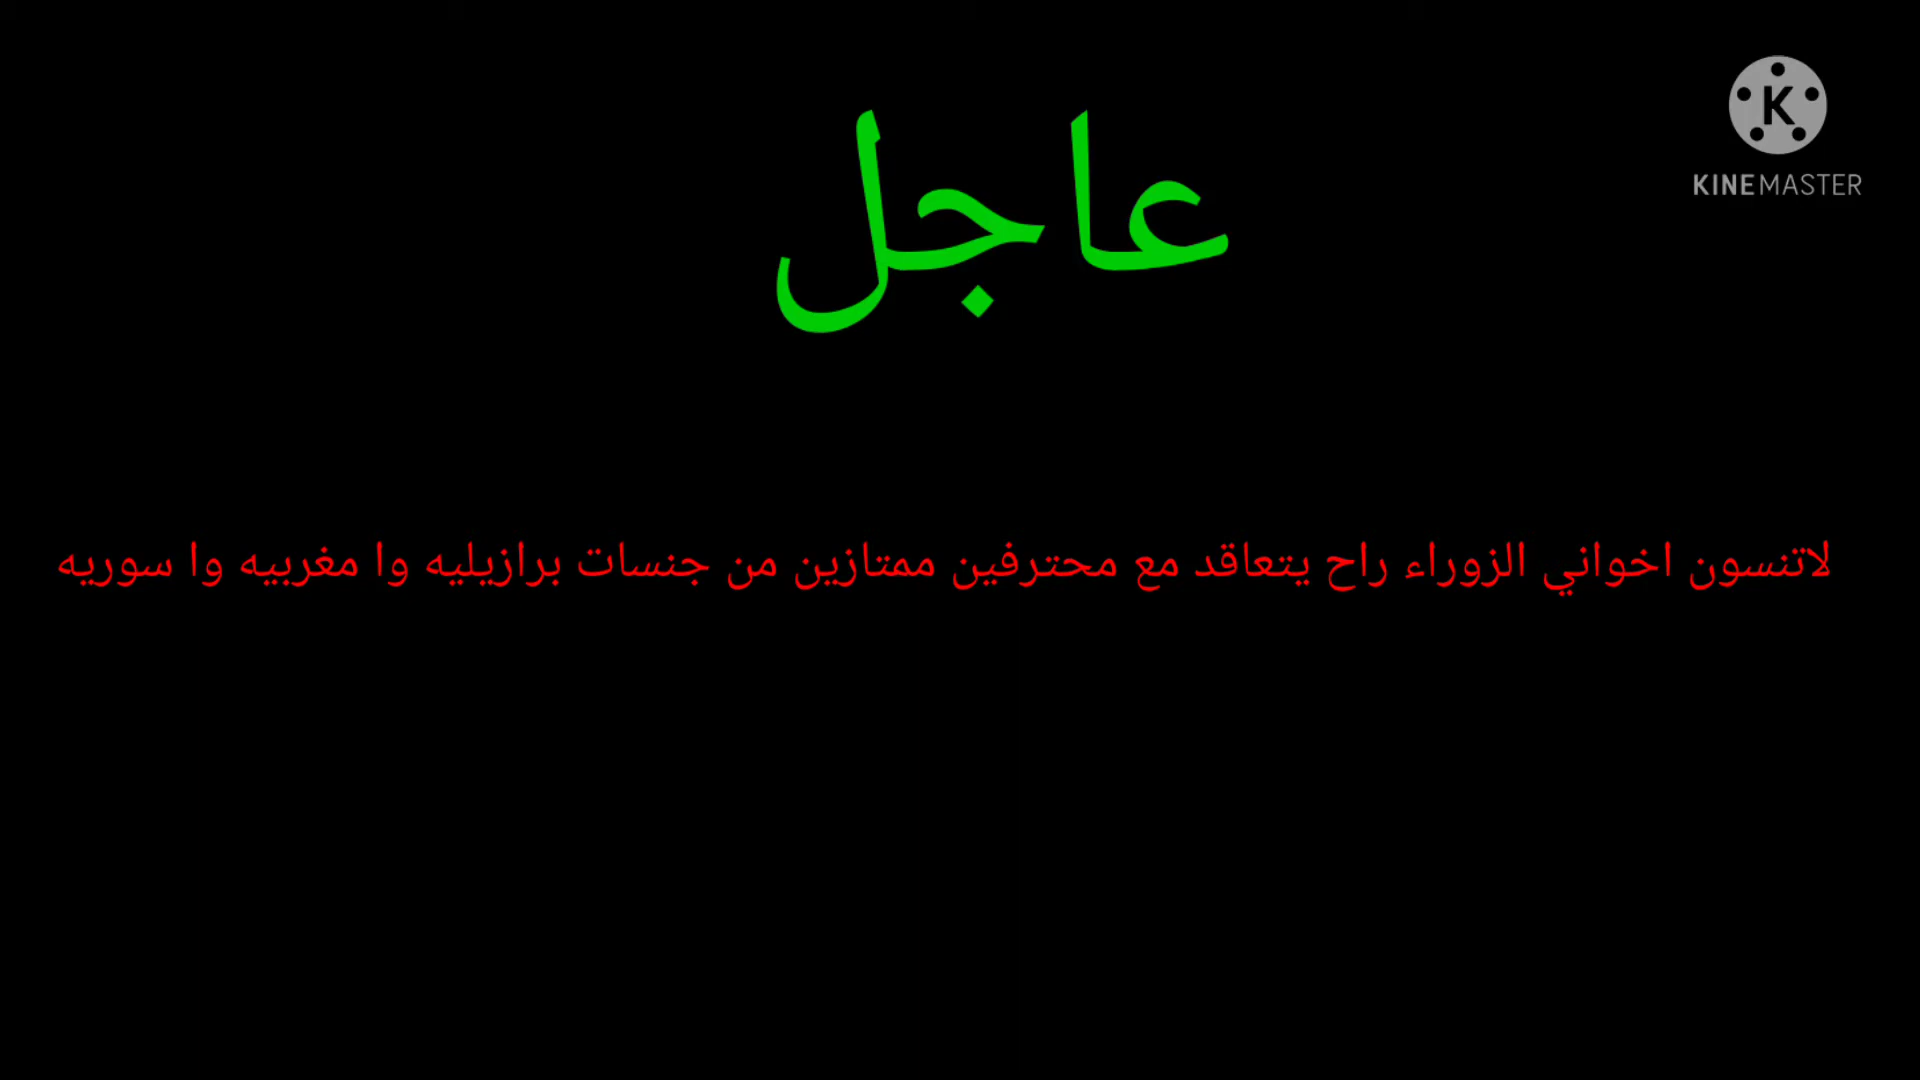 عاجل
KINEMASTER
لاتنسون اخواني الزوراء راح يتعاقد مع محترفين ممتازين من جنسات برازيليه وا مغربيه وا سوريه